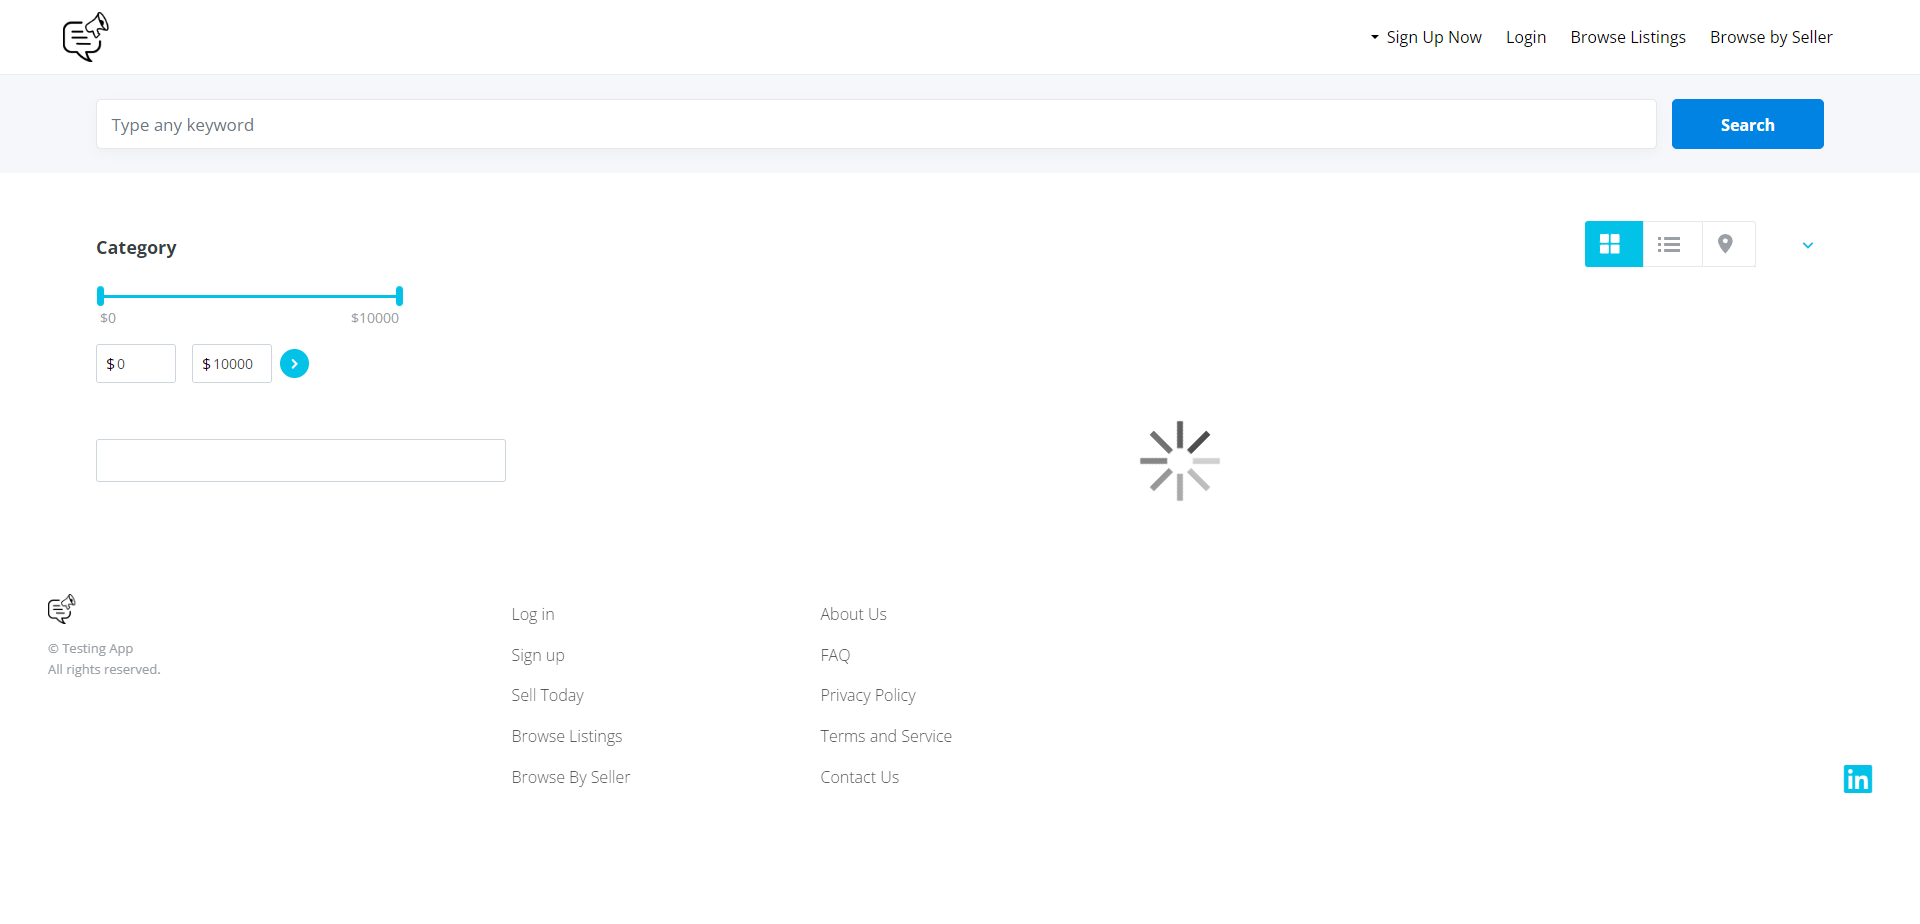 Sign Up Now Login Browse Listings Browse by Seller
Type any keyword Search
Category
$0 $10000
$ 0 $ 10000
© Testing App
All rights reserved.
Log in
Sign up
Sell Today
Browse Listings
Browse By Seller
About Us
FAQ
Privacy Policy
Terms and Service
Contact Us
in